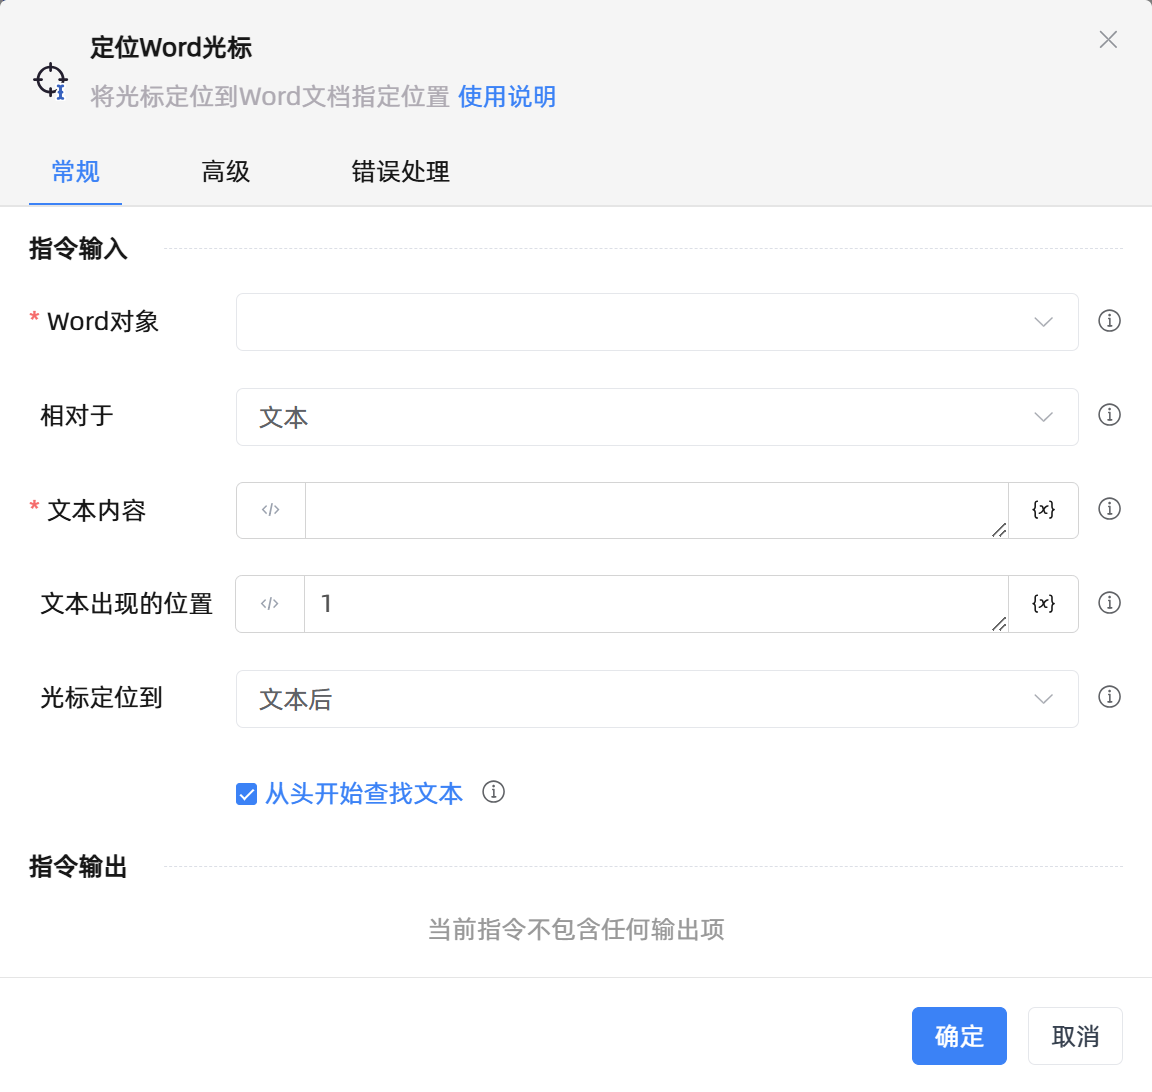 定位Word光标
将光标定位到Word文档指定位置 使用说明
常规 高级 错误处理
指令输入
* Word对象
相对于 文本
* 文本内容 </> {x}
文本出现的位置 </> 1 {x}
光标定位到 文本后
从头开始查找文本
指令输出
当前指令不包含任何输出项
确定 取消